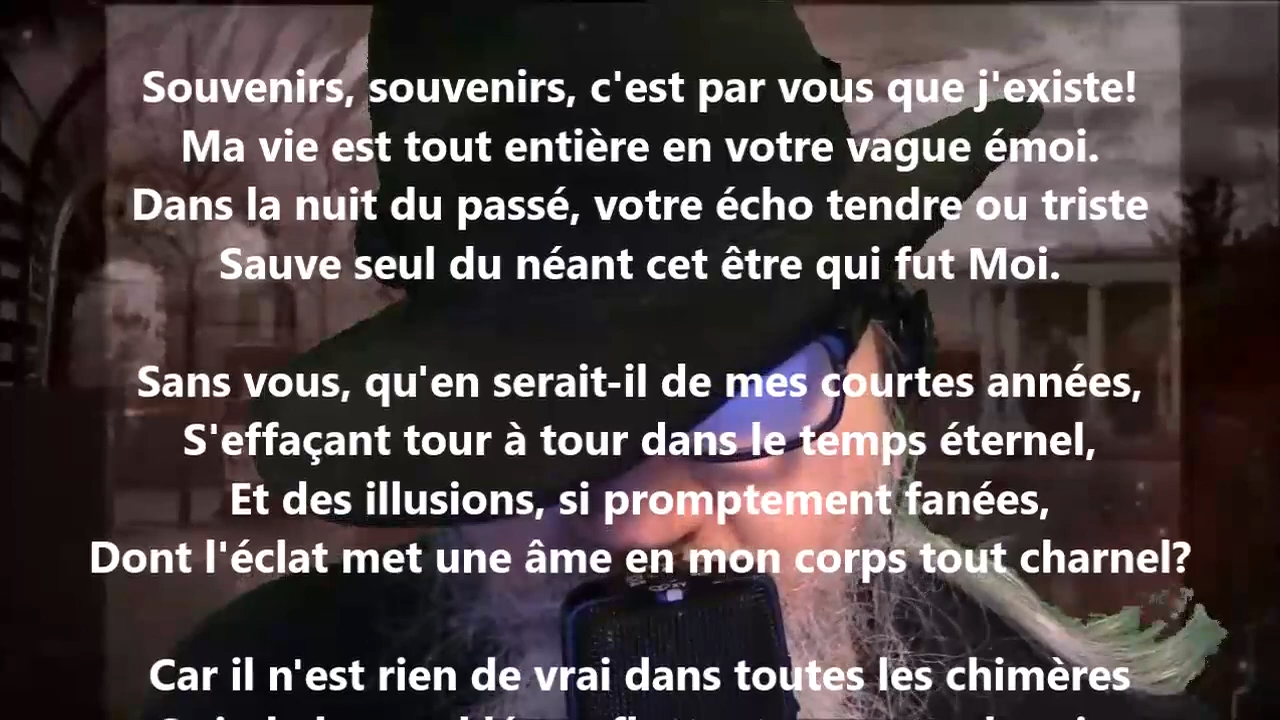 Souvenirs, souvenirs, c'est par vous que j'existe!
Ma vie est tout entière en votre vague émoi.
Dans la nuit du passé, votre écho tendre ou triste
Sauve seul du néant cet être qui fut Moi.
Sans vous, qu'en serait-il de mes courtes années,
S'effaçant tour à tour dans le temps éternel,
Et des illusions, si promptement fanées,
Dont l'éclat met une âme en mon corps tout charnel?
Car il n'est rien de vrai dans toutes les chimères